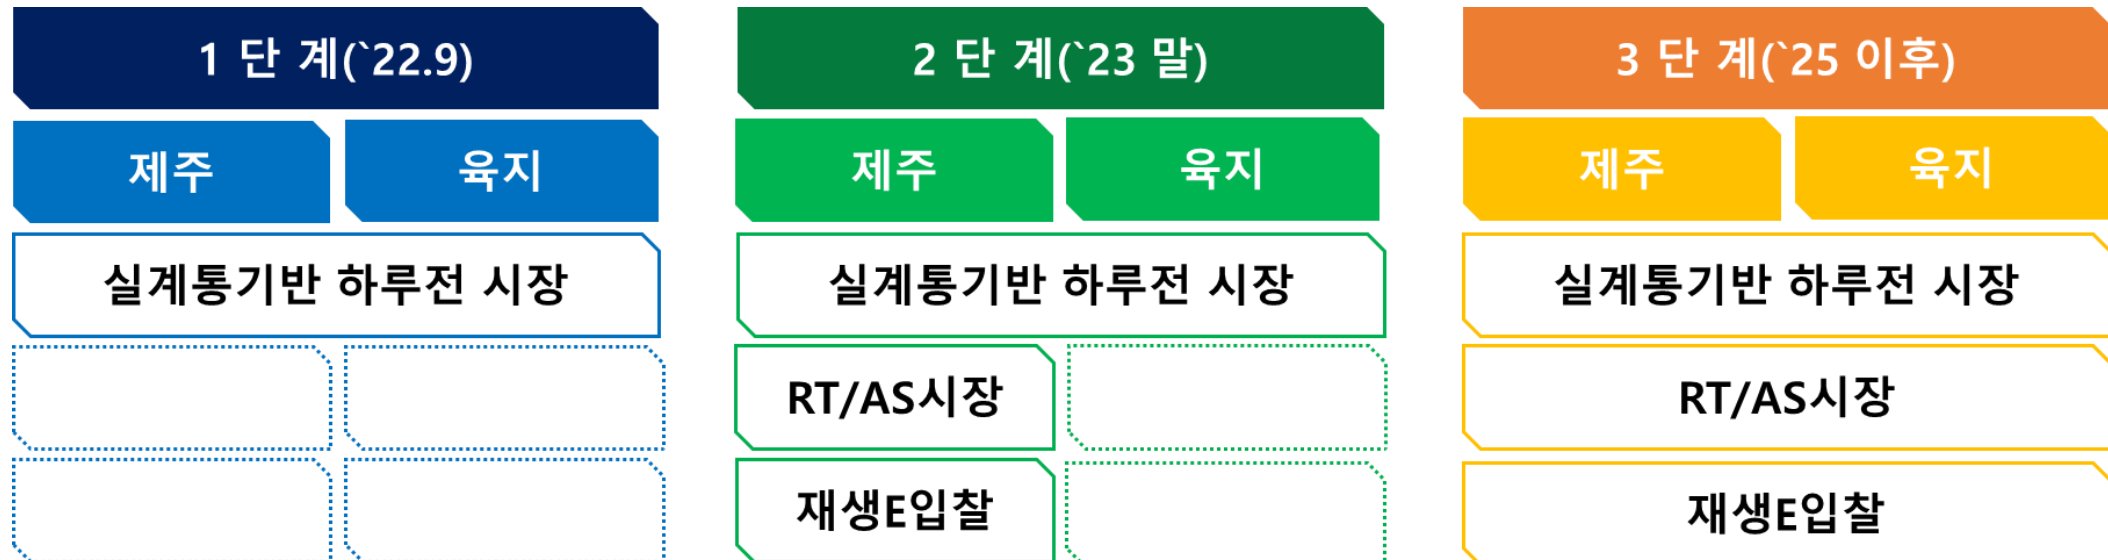 1 단 계(`22.9)
2 단 계(`23 말)
3 단 계(`25 이후)
제주
육지
제주
육지
제주
육지
실계통기반 하루전 시장
실계통기반 하루전 시장
실계통기반 하루전 시장
RT/AS시장
RT/AS시장
재생E입찰
재생E입찰